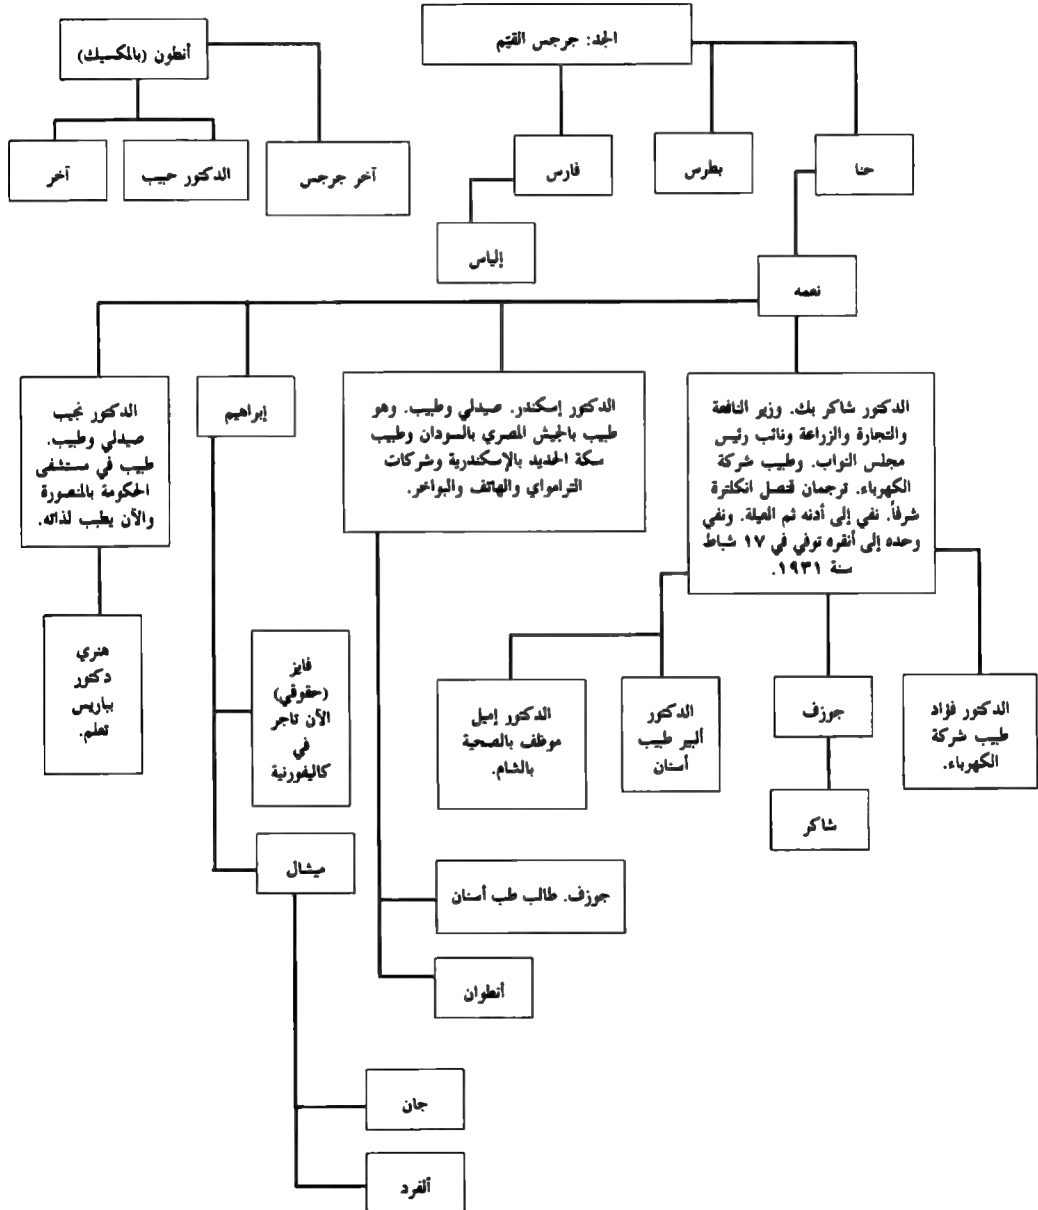 الجد: جرجس القيّم
أنطون (بالمكسيك)
حنا
بطرس
فارس
آخر جرجس
الدكتور حبيب
آخر
إلياس
نعمه
الدكتور شاكر بك. وزير النافعة
والتجارة والزراعة ونائب رئيس
مجلس النواب. وطبيب شركة
الكهرباء. ترجمان قنصل انكلترة
شرفاً. نفي إلى أدنه ثم العيلة. ونفي
وحده إلى أنقره توفي في ١٧ شباط
سنة ١٩٣١.
الدكتور إسكندر. صيدلي وطبيب. وهو
طبيب بالجيش المصري بالسودان وطبيب
سكة الحديد بالإسكندرية وشركات
الترامواي والهاتف والبواخر.
إبراهيم
الدكتور نجيب
صيدلي وطبيب.
طبيب في مستشفى
الحكومة بالمنصورة
والآن يطبب لذاته.
الدكتور فؤاد
طبيب شركة
الكهرباء.
جوزف
الدكتور
ألبير طبيب
أسنان
الدكتور إميل
موظف بالصحية
بالشام.
فايز
(حقوقي)
الآن تاجر
في
كاليفورنية
هنري
دكتور
بباريس
تعلم.
شاكر
ميشال
جوزف. طالب طب أسنان
أنطوان
جان
ألفرد